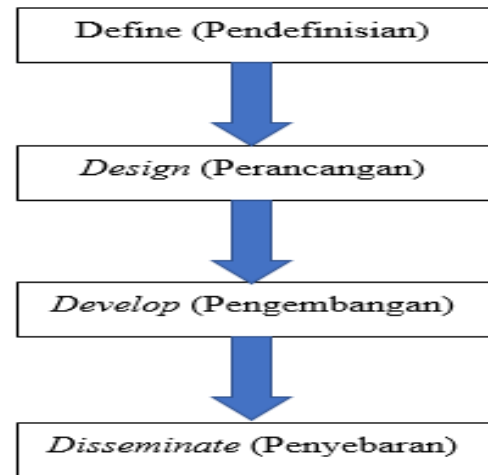 Define (Pendefinisian)
Design (Perancangan)
Develop (Pengembangan)
Disseminate (Penyebaran)